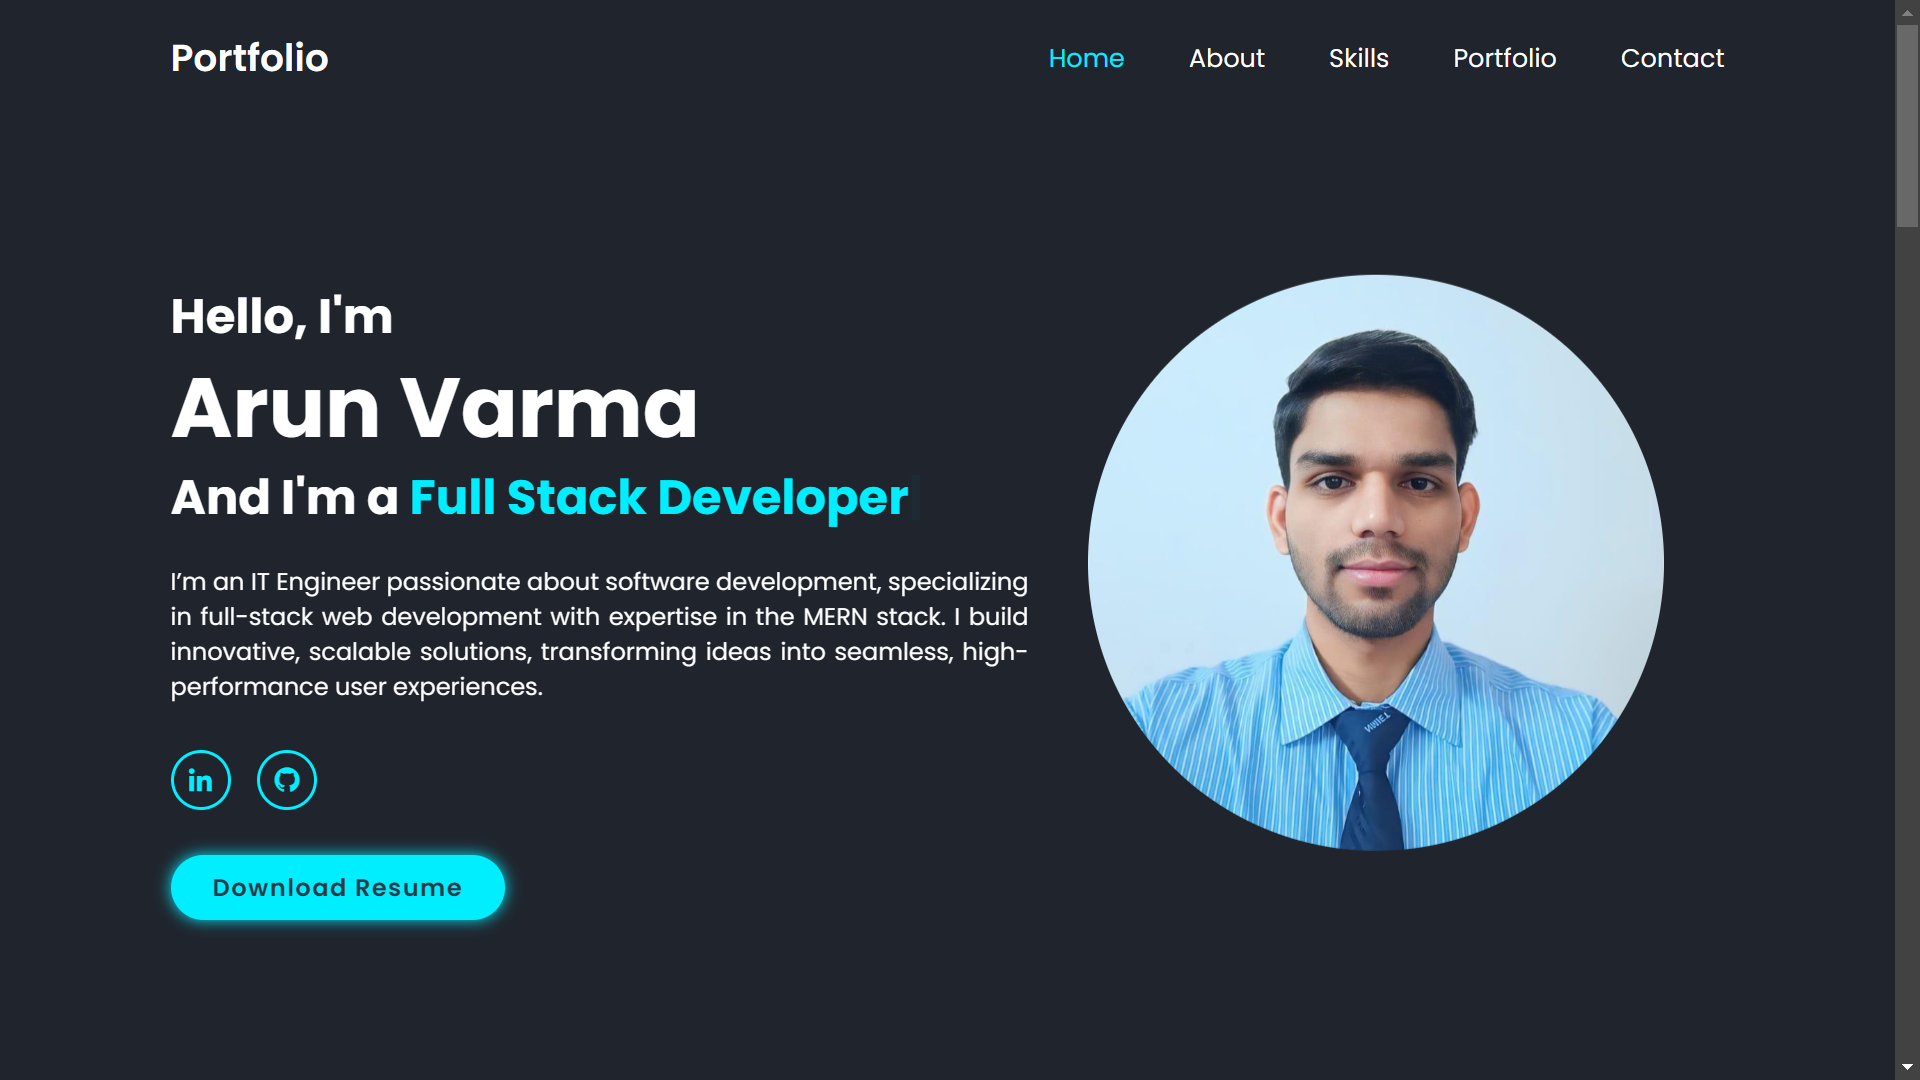 Portfolio
Home About Skills Portfolio Contact
Hello, I'm
Arun Varma
And I'm a Full Stack Developer
I’m an IT Engineer passionate about software development, specializing
in full-stack web development with expertise in the MERN stack. I build
innovative, scalable solutions, transforming ideas into seamless, high-
performance user experiences.
in
Download Resume